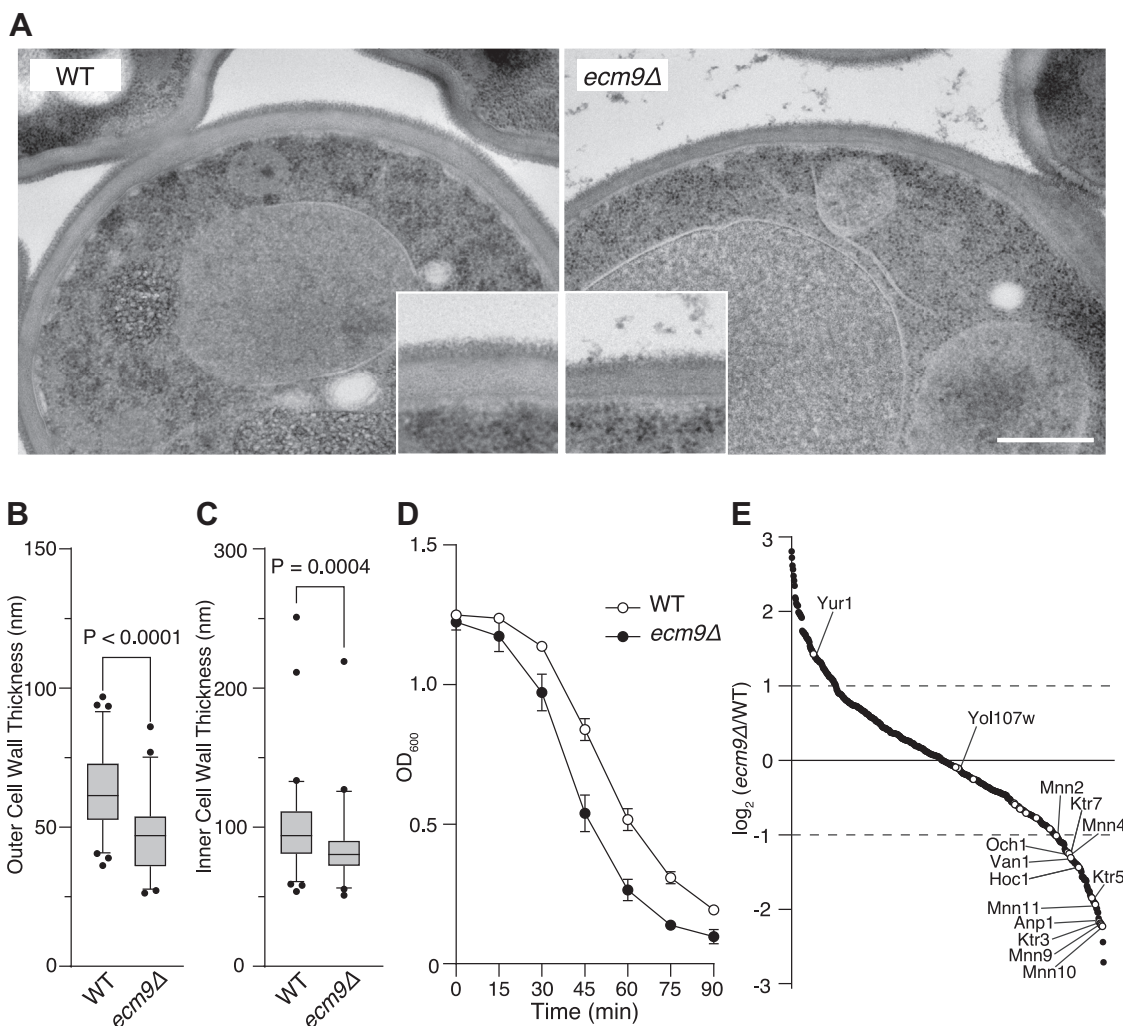 A
WT
ecm9Δ
B
Outer Cell Wall Thickness (nm)
150
100
50
0
P < 0.0001
WT
ecm9Δ
C
Inner Cell Wall Thickness (nm)
300
200
100
0
P = 0.0004
WT
ecm9Δ
D
OD600
1.5
1.0
0.5
0
WT
ecm9Δ
0 15 30 45 60 75 90
Time (min)
E
log2 (ecm9Δ/WT)
3
2
1
0
-1
-2
-3
Yur1
Yol107w
Mnn2
Ktr7
Mnn4
Och1
Van1
Hoc1
Ktr5
Mnn11
Anp1
Ktr3
Mnn9
Mnn10